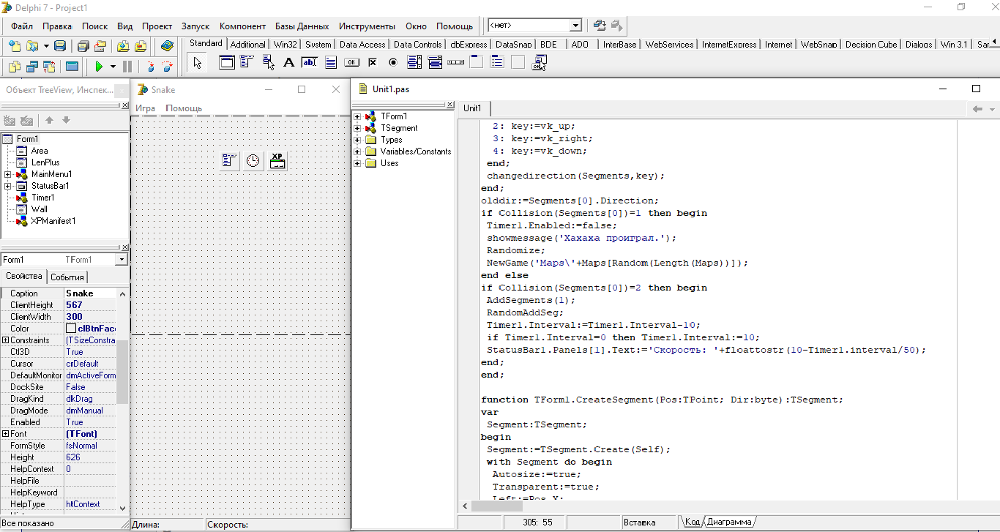 Delphi 7 - Project1
Файл Правка Поиск Вид Проект Запуск Компонент Базы Данных Инструменты Окно Помощь <нет>
Standard Additional Win32 System Data Access Data Controls dbExpress DataSnap BDE ADO InterBase WebServices InternetExpress Internet WebSnap Decision Cube Dialogs Win 3.1
Объект TreeView, Инспек...
Form1
Area
LenPlus
MainMenu1
StatusBar1
Timer1
Wall
XPManifest1
Form1 TForm1
Свойства События
Caption Snake
ClientHeight 567
ClientWidth 300
Color clBtnFac
Constraints (TSizeConstra
Ctl3D True
Cursor crDefault
DefaultMonitor dmActiveForm
DockSite False
DragKind dkDrag
DragMode dmManual
Enabled True
Font (TFont)
FormStyle fsNormal
Height 626
HelpContext 0
HelpFile
HelpKeyword
HelpType htContext
Все показано
Snake
Игра Помощь
XP
Длина: Скорость:
Unit1.pas
TForm1
TSegment
Types
Variables/Constants
Uses
Unit1
2: key:=vk_up;
3: key:=vk_right;
4: key:=vk_down;
end;
changedirection(Segments,key);
end;
olddir:=Segments[0].Direction;
if Collision(Segments[0])=1 then begin
Timer1.Enabled:=false;
showmessage('Хахаха проиграл.');
Randomize;
NewGame('Maps\'+Maps[Random(Length(Maps))]);
end else
if Collision(Segments[0])=2 then begin
AddSegments(1);
RandomAddSeg;
Timer1.Interval:=Timer1.Interval-10;
if Timer1.Interval=0 then Timer1.Interval:=10;
StatusBar1.Panels[1].Text:='Скорость: '+floattostr(10-Timer1.interval/50);
end;
end;
function TForm1.CreateSegment(Pos:TPoint; Dir:byte):TSegment;
var
Segment:TSegment;
begin
Segment:=TSegment.Create(Self);
with Segment do begin
Autosize:=true;
Transparent:=true;
Left:=Pos.X;
305: 55 Вставка Код Диаграмма